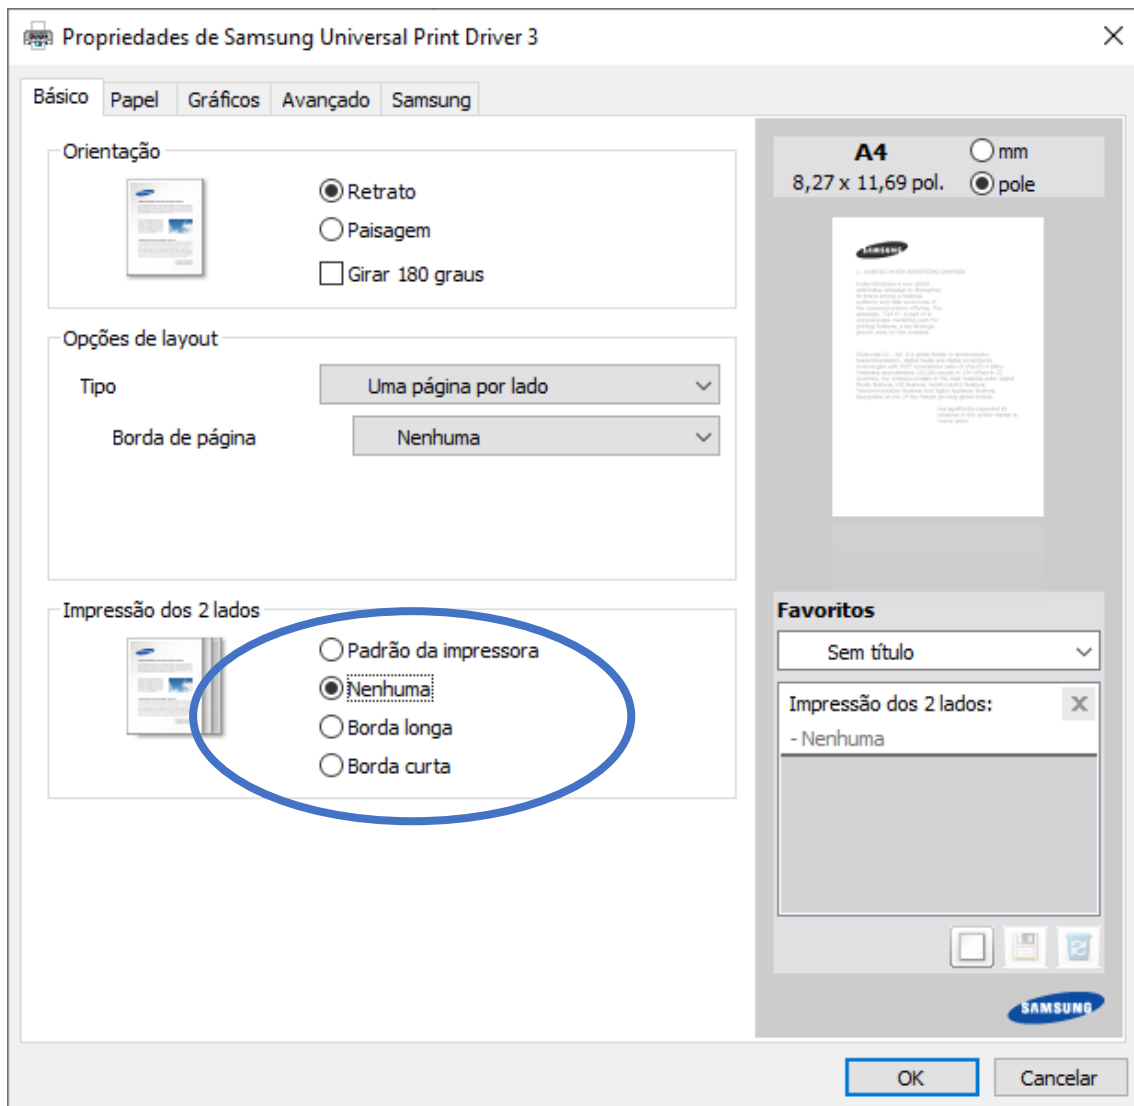 Propriedades de Samsung Universal Print Driver 3
Básico Papel Gráficos Avançado Samsung
Orientação
Retrato
Paisagem
Girar 180 graus
Opções de layout
Tipo Uma página por lado
Borda de página Nenhuma
Impressão dos 2 lados
Padrão da impressora
Nenhuma
Borda longa
Borda curta
A4
mm
8,27 x 11,69 pol.
pole
SAMSUNG
Favoritos
Sem título
Impressão dos 2 lados:
- Nenhuma
SAMSUNG
OK Cancelar